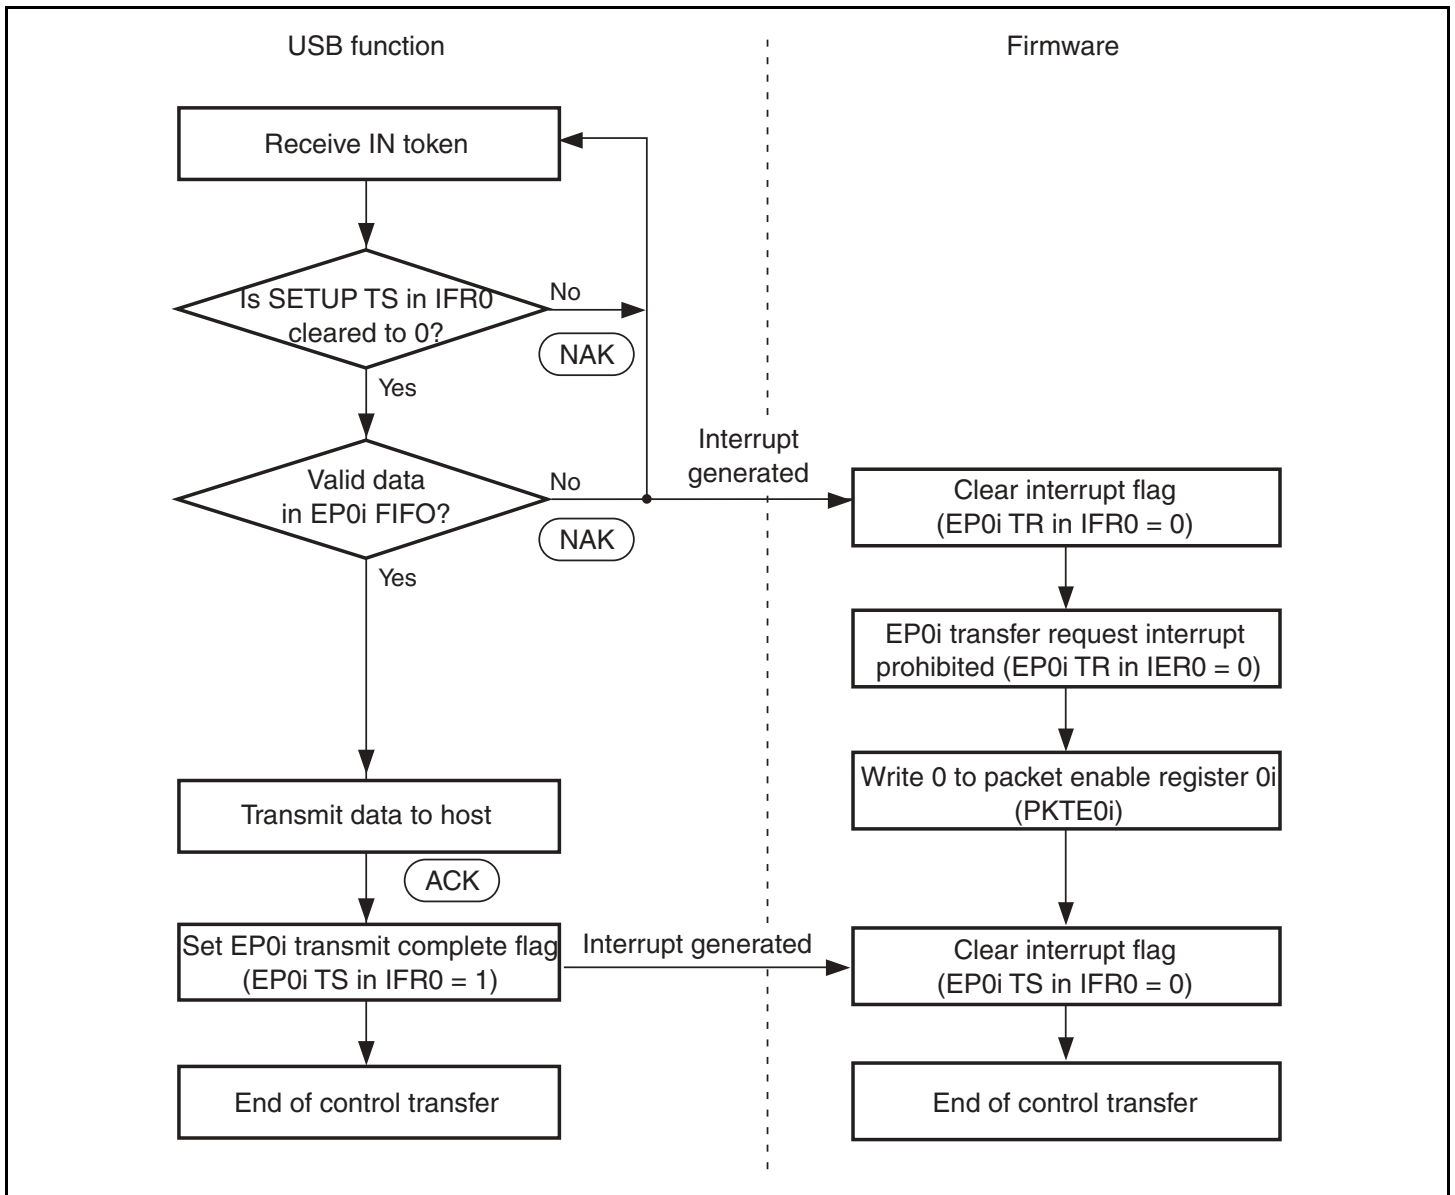 USB function
Firmware
Receive IN token
Is SETUP TS in IFR0
cleared to 0?
No
NAK
Yes
Valid data
in EP0i FIFO?
No
NAK
Yes
Interrupt
generated
Clear interrupt flag
(EP0i TR in IFR0 = 0)
EP0i transfer request interrupt
prohibited (EP0i TR in IER0 = 0)
Write 0 to packet enable register 0i
(PKTE0i)
Transmit data to host
ACK
Set EP0i transmit complete flag
(EP0i TS in IFR0 = 1)
Interrupt generated
Clear interrupt flag
(EP0i TS in IFR0 = 0)
End of control transfer
End of control transfer